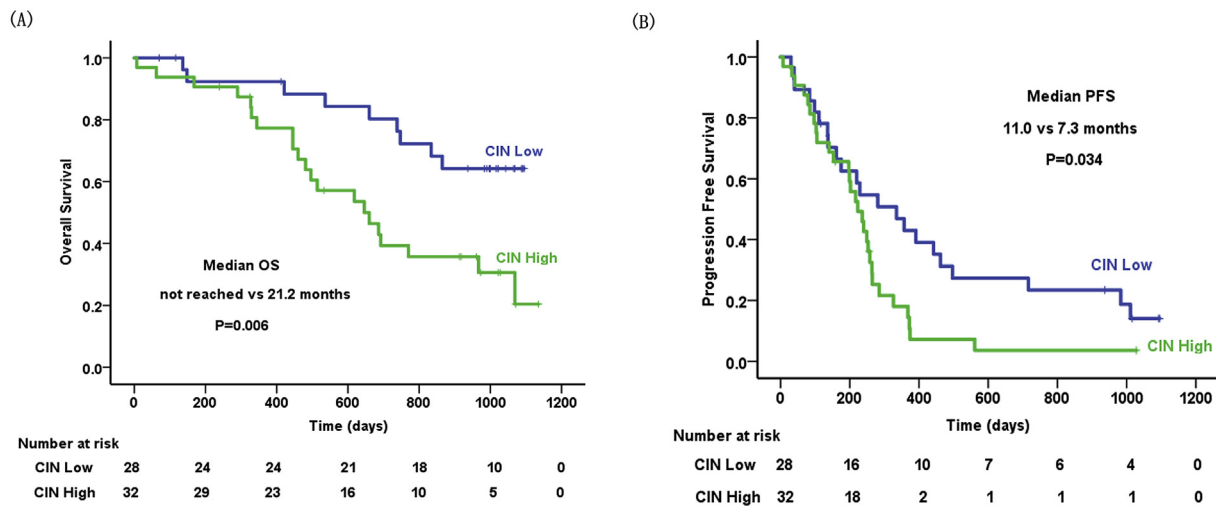 (A)
1.0
0.8
0.6
0.4
0.2
0.0
Overall Survival
CIN Low
CIN High
Median OS
not reached vs 21.2 months
P=0.006
0 200 400 600 800 1000 1200
Time (days)
Number at risk
CIN Low 28 24 24 21 18 10 0
CIN High 32 29 23 16 10 5 0
(B)
1.0
0.8
0.6
0.4
0.2
0.0
Progression Free Survival
Median PFS
11.0 vs 7.3 months
P=0.034
CIN Low
CIN High
0 200 400 600 800 1000 1200
Time (days)
Number at risk
CIN Low 28 16 10 7 6 4 0
CIN High 32 18 2 1 1 1 0